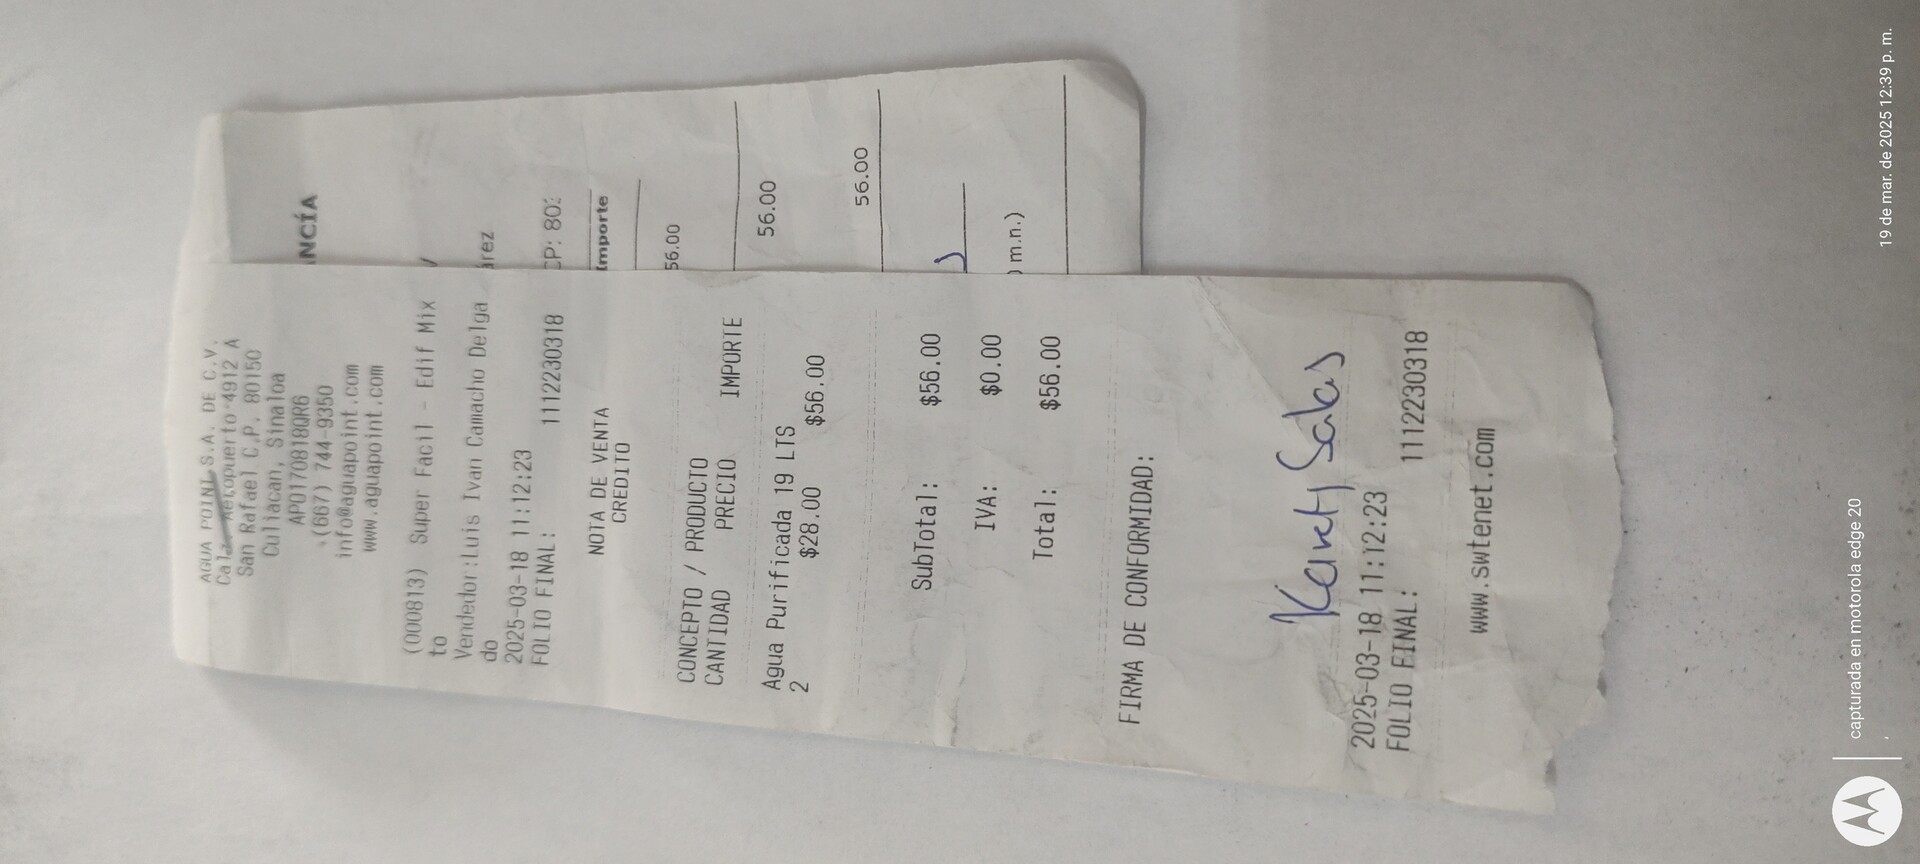 AGUA POINT S.A. DE C.V.
Calz Aeropuerto 4912 A
San Rafael C.P. 80150
Culiacan, Sinaloa
APO170818QR6
(667) 744-9350
info@aguapoint.com
www.aguapoint.com
(000813) Super Facil - Edif Mix
to
Vendedor:Luis Ivan Camacho Delga
do
2025-03-18 11:12:23
FOLIO FINAL: 1112230318
NOTA DE VENTA
CREDITO
CONCEPTO / PRODUCTO
CANTIDAD PRECIO IMPORTE
Agua Purificada 19 LTS
2 $28.00 $56.00
SubTotal: $56.00
IVA: $0.00
Total: $56.00
FIRMA DE CONFORMIDAD:
Salas
2025-03-18 11:12:23
FOLIO FINAL: 1112230318
www.swtenet.com
NCÍA
árez
CP: 80
Importe
56.00
56.00
56.00
m.n.)
capturada en motorola edge 20
19 de mar. de 2025 12:39 p. m.